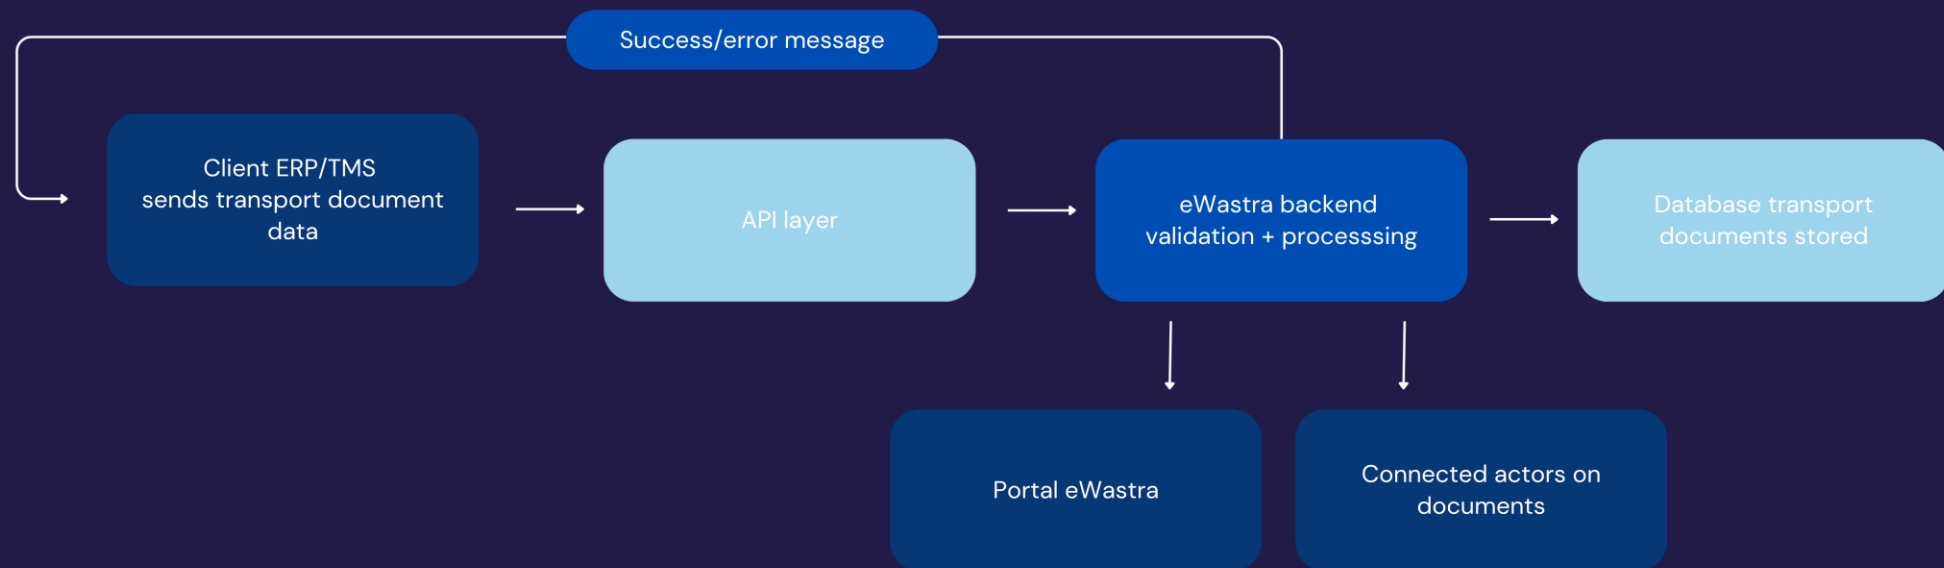 Success/error message
Client ERP/TMS
sends transport document
data
API layer
eWastra backend
validation + processsing
Database transport
documents stored
Portal eWastra
Connected actors on
documents